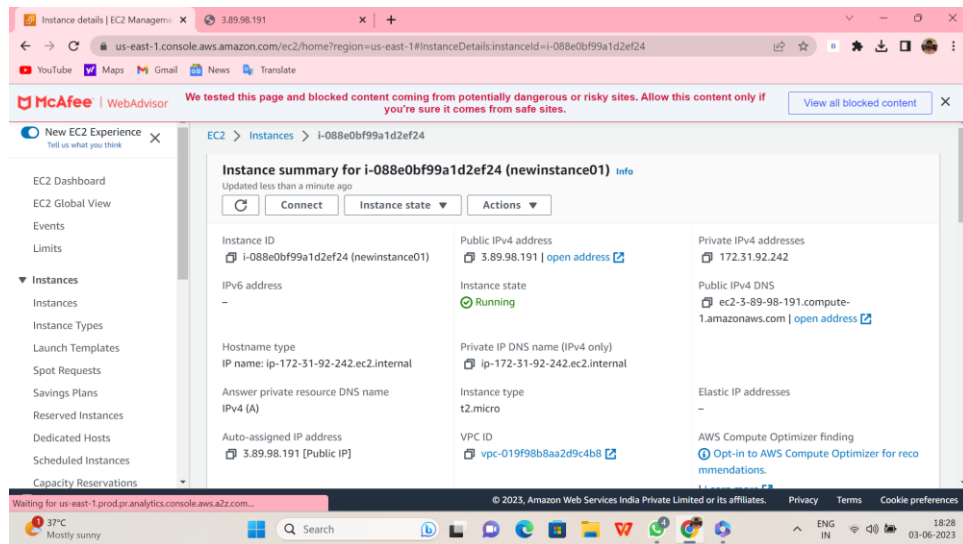 Instance details | EC2 Manageme
3.89.98.191
us-east-1.console.aws.amazon.com/ec2/home?region=us-east-1#InstanceDetails:instanceId=i-088e0bf99a1d2ef24
YouTube Maps Gmail News Translate
McAfee | WebAdvisor
We tested this page and blocked content coming from potentially dangerous or risky sites. Allow this content only if
you're sure it comes from safe sites.
View all blocked content
New EC2 Experience
Tell us what you think
EC2 Dashboard
EC2 Global View
Events
Limits
Instances
Instances
Instance Types
Launch Templates
Spot Requests
Savings Plans
Reserved Instances
Dedicated Hosts
Scheduled Instances
Capacity Reservations
EC2 > Instances > i-088e0bf99a1d2ef24
Instance summary for i-088e0bf99a1d2ef24 (newinstance01) Info
Updated less than a minute ago
Connect Instance state Actions
Instance ID
i-088e0bf99a1d2ef24 (newinstance01)
Public IPv4 address
3.89.98.191 | open address
Private IPv4 addresses
172.31.92.242
IPv6 address
–
Instance state
Running
Public IPv4 DNS
ec2-3-89-98-191.compute-
1.amazonaws.com | open address
Hostname type
IP name: ip-172-31-92-242.ec2.internal
Private IP DNS name (IPv4 only)
ip-172-31-92-242.ec2.internal
Answer private resource DNS name
IPv4 (A)
Instance type
t2.micro
Elastic IP addresses
–
Auto-assigned IP address
3.89.98.191 [Public IP]
VPC ID
vpc-019f98b8aa2d9c4b8
AWS Compute Optimizer finding
Opt-in to AWS Compute Optimizer for reco
mmendations.
Learn more
Waiting for us-east-1.prod.pr.analytics.console.aws.a2z.com...
© 2023, Amazon Web Services India Private Limited or its affiliates. Privacy Terms Cookie preferences
1
37°C
Mostly sunny
Search
4
ENG
IN
18:28
03-06-2023